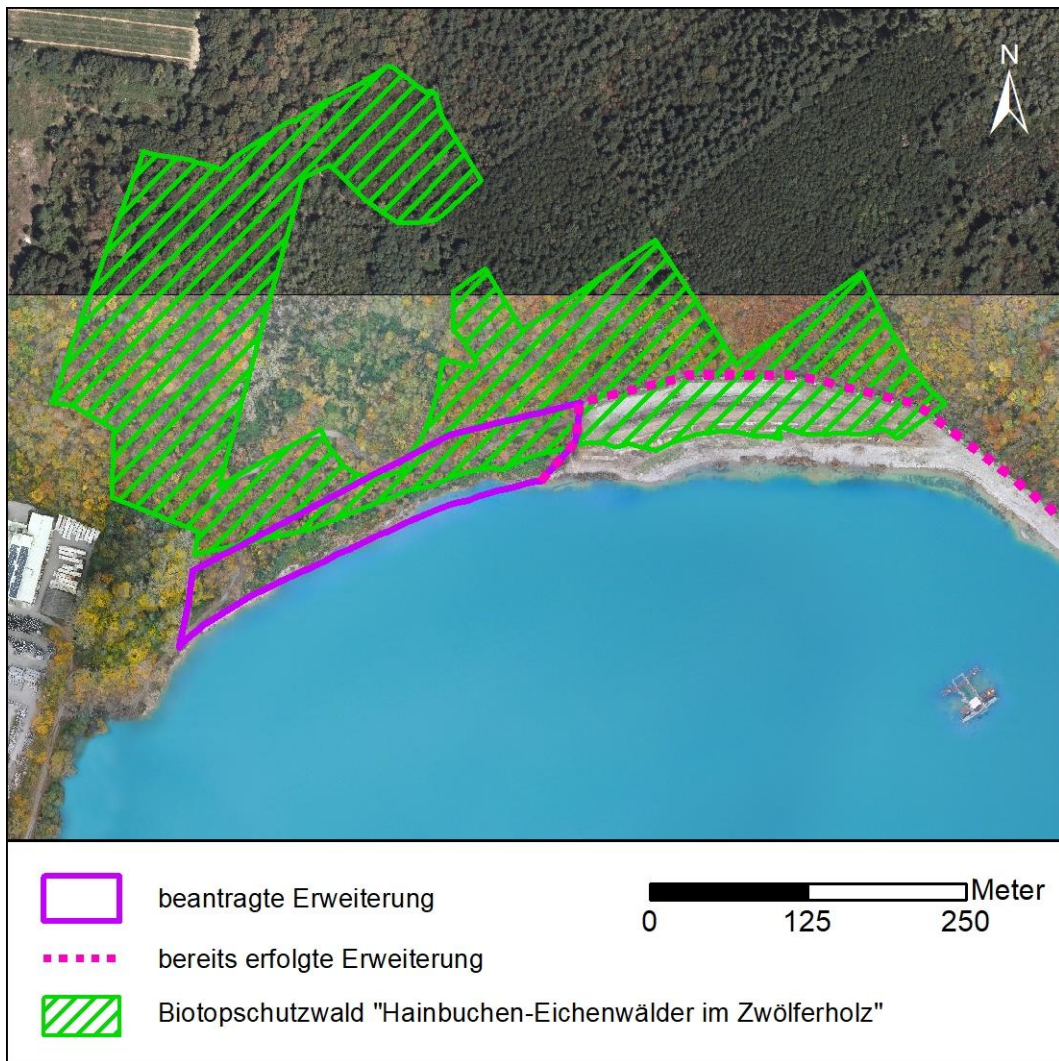 N
beantragte Erweiterung
Meter
0 125 250
bereits erfolgte Erweiterung
Biotopschutzwald "Hainbuchen-Eichenwälder im Zwölferholz"